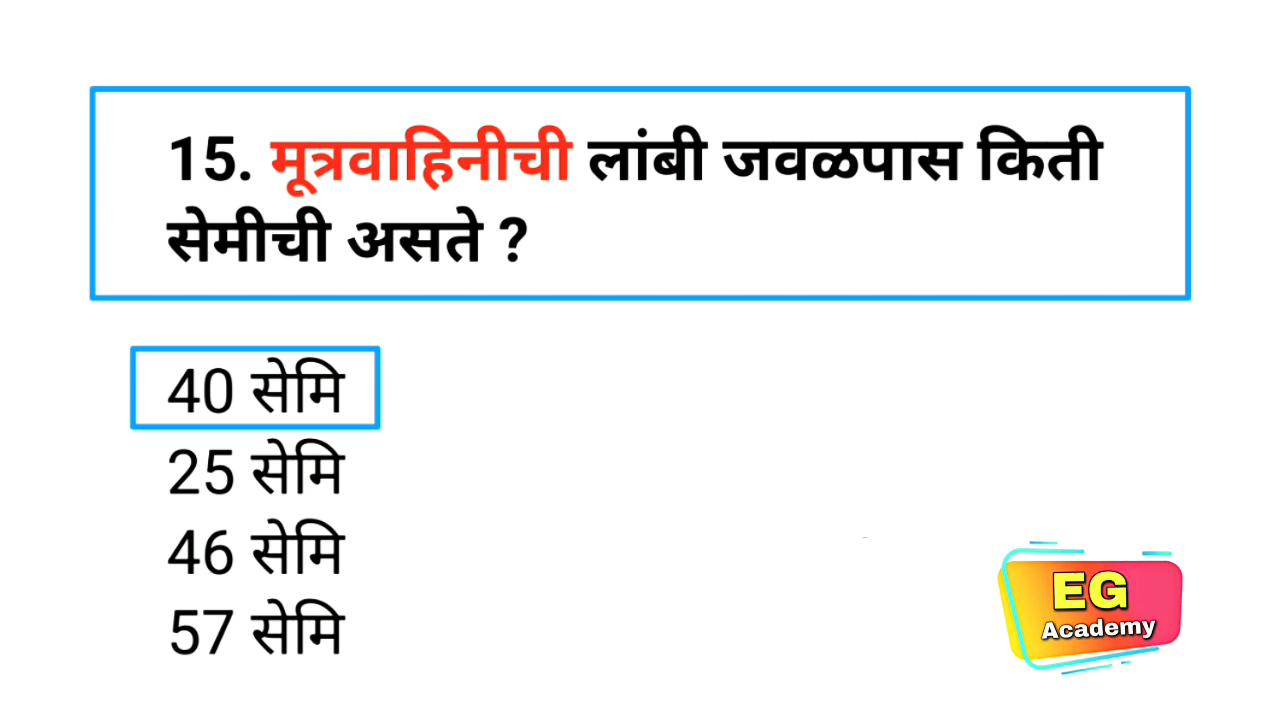 15. मूत्रवाहिनीची लांबी जवळपास किती
सेमीची असते ?
40 सेमि
25 सेमि
46 सेमि
57 सेमि
EG
Academy